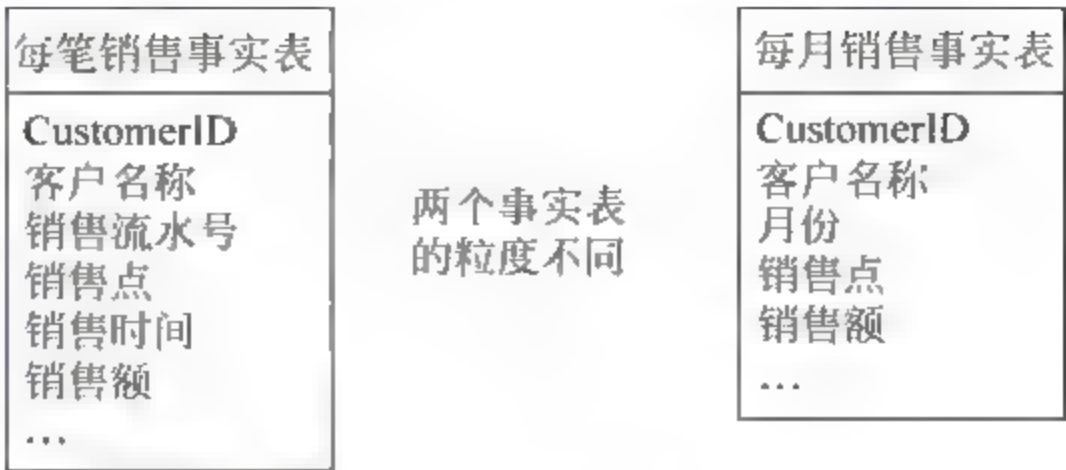 每笔销售事实表
CustomerID
客户名称
销售流水号
销售点
销售时间
销售额
…
两个事实表
的粒度不同
每月销售事实表
CustomerID
客户名称
月份
销售点
销售额
…